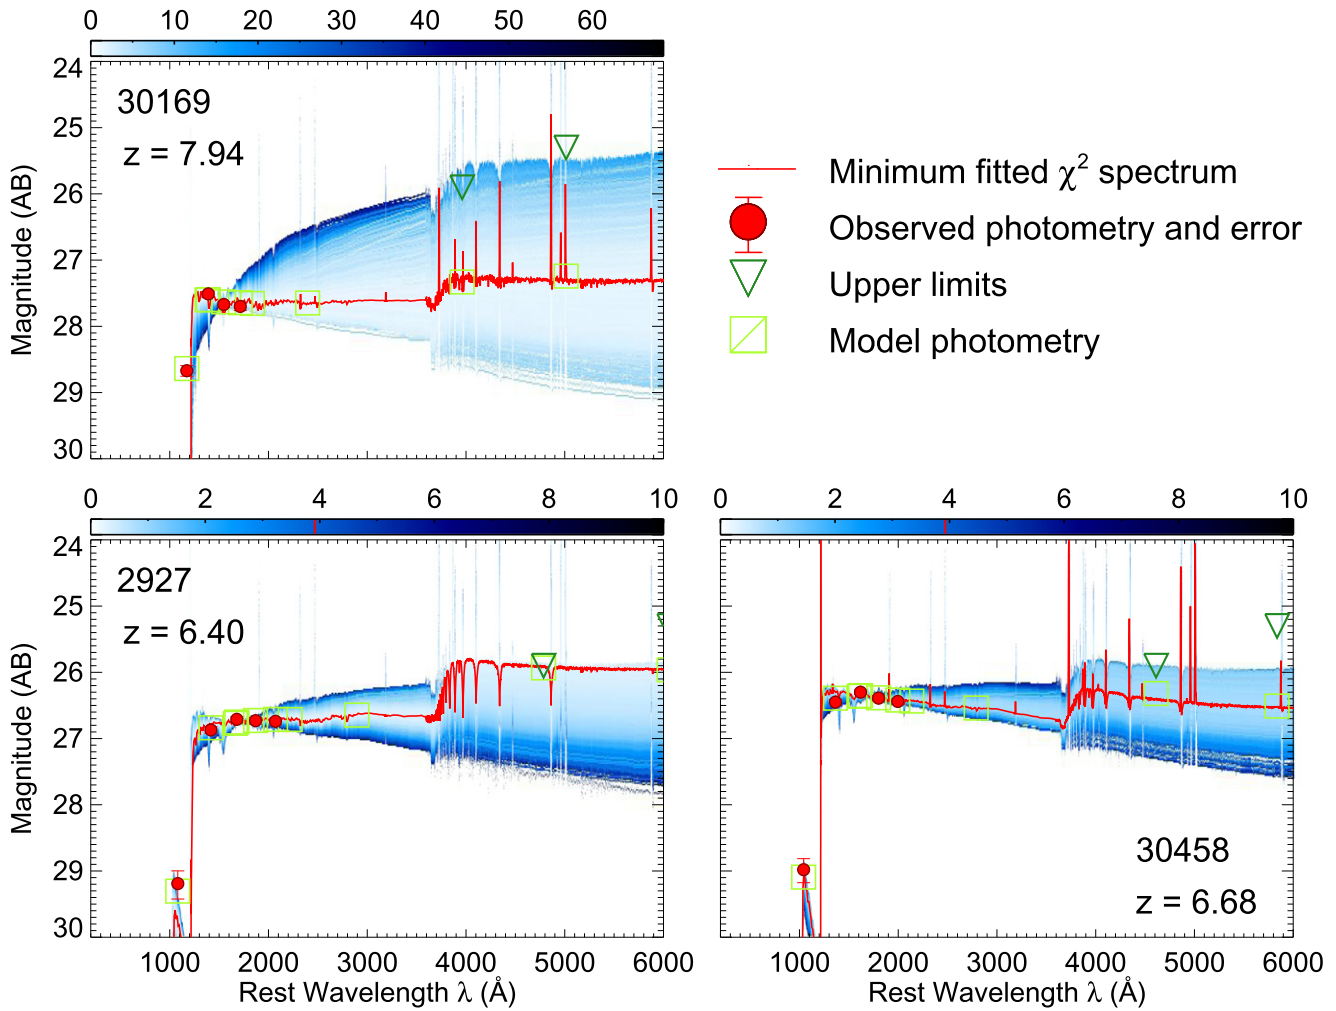 0 10 20 30 40 50 60
24
25
26
27
28
29
30
Magnitude (AB)
30169
z = 7.94
Minimum fitted χ² spectrum
Observed photometry and error
Upper limits
Model photometry
0 2 4 6 8 10
24
25
26
27
28
29
30
Magnitude (AB)
2927
z = 6.40
1000 2000 3000 4000 5000 6000
Rest Wavelength λ (Å)
0 2 4 6 8 10
30458
z = 6.68
1000 2000 3000 4000 5000 6000
Rest Wavelength λ (Å)